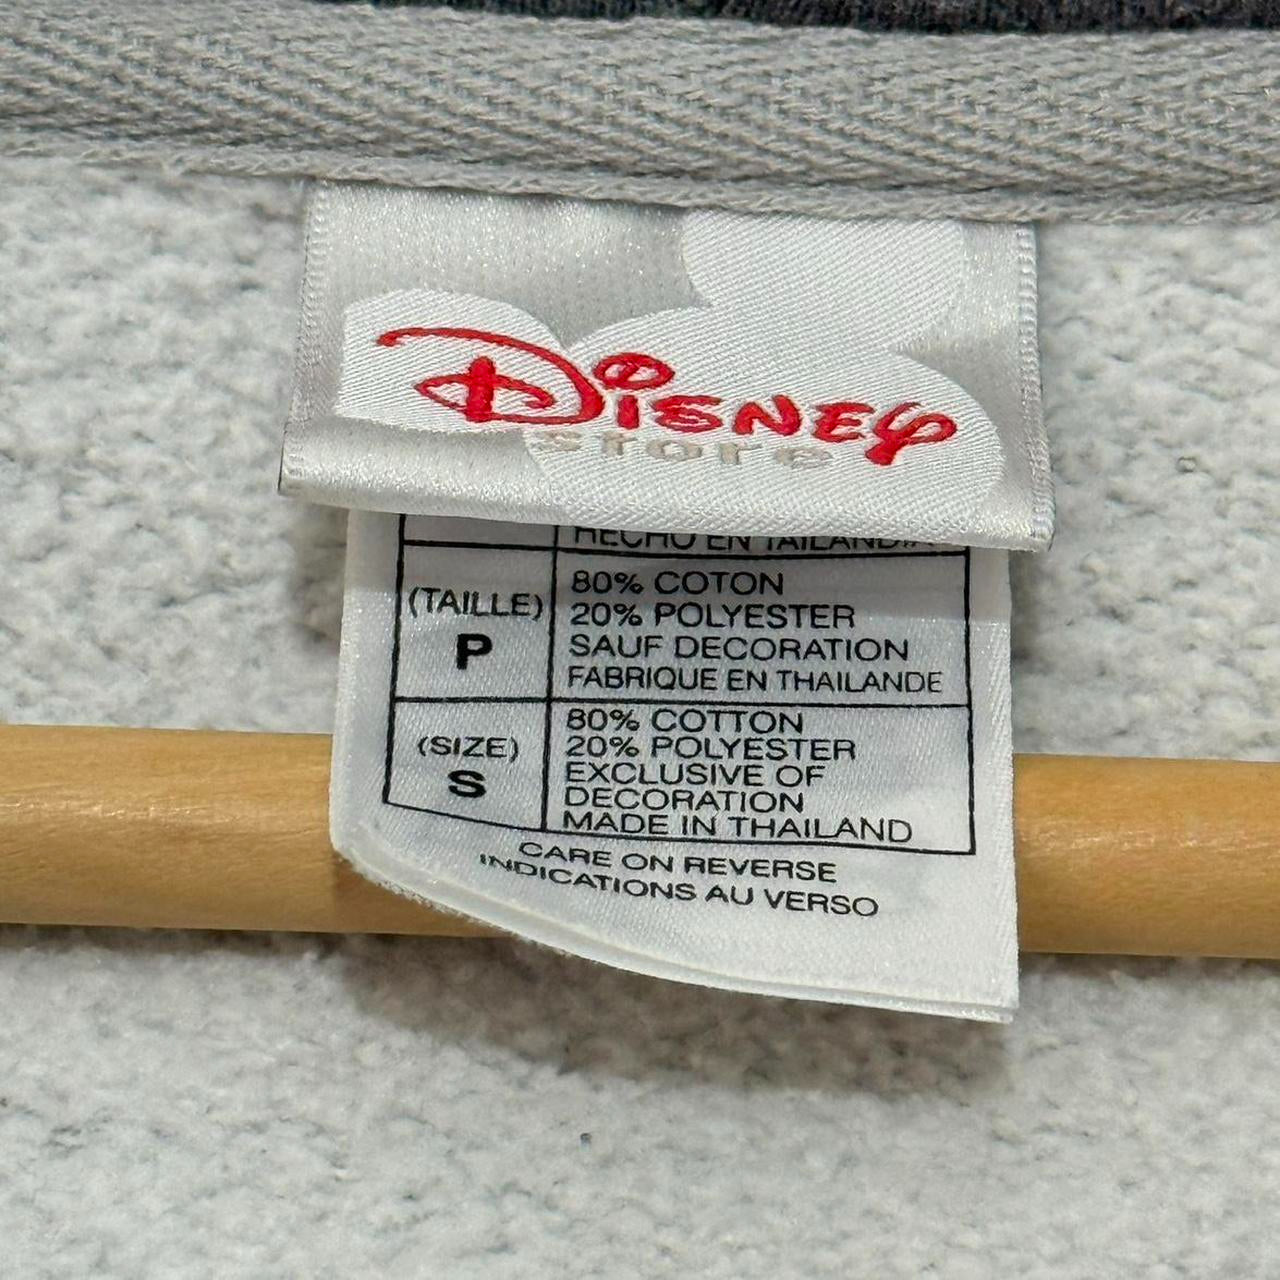 Disney
store
HECHO EN TAILANDIA
(TAILLE)
P
80% COTON
20% POLYESTER
SAUF DECORATION
FABRIQUE EN THAILANDE
(SIZE)
S
80% COTTON
20% POLYESTER
EXCLUSIVE OF
DECORATION
MADE IN THAILAND
CARE ON REVERSE
INDICATIONS AU VERSO